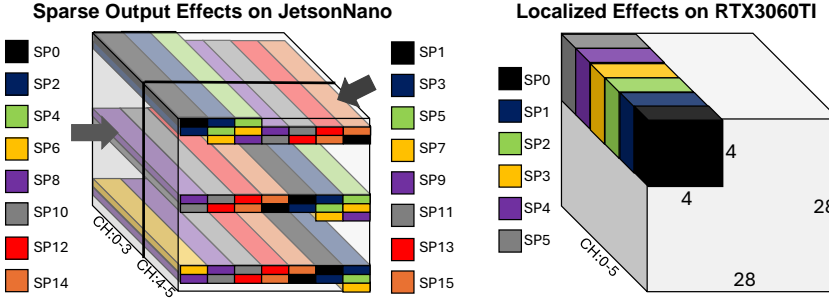 Sparse Output Effects on JetsonNano
SP0
SP2
SP4
SP6
SP8
SP10
SP12
SP14
CH:0-3
CH:4-5
SP1
SP3
SP5
SP7
SP9
SP11
SP13
SP15
Localized Effects on RTX3060TI
SP0
SP1
SP2
SP3
SP4
SP5
CH:0-5
4
4
28
28